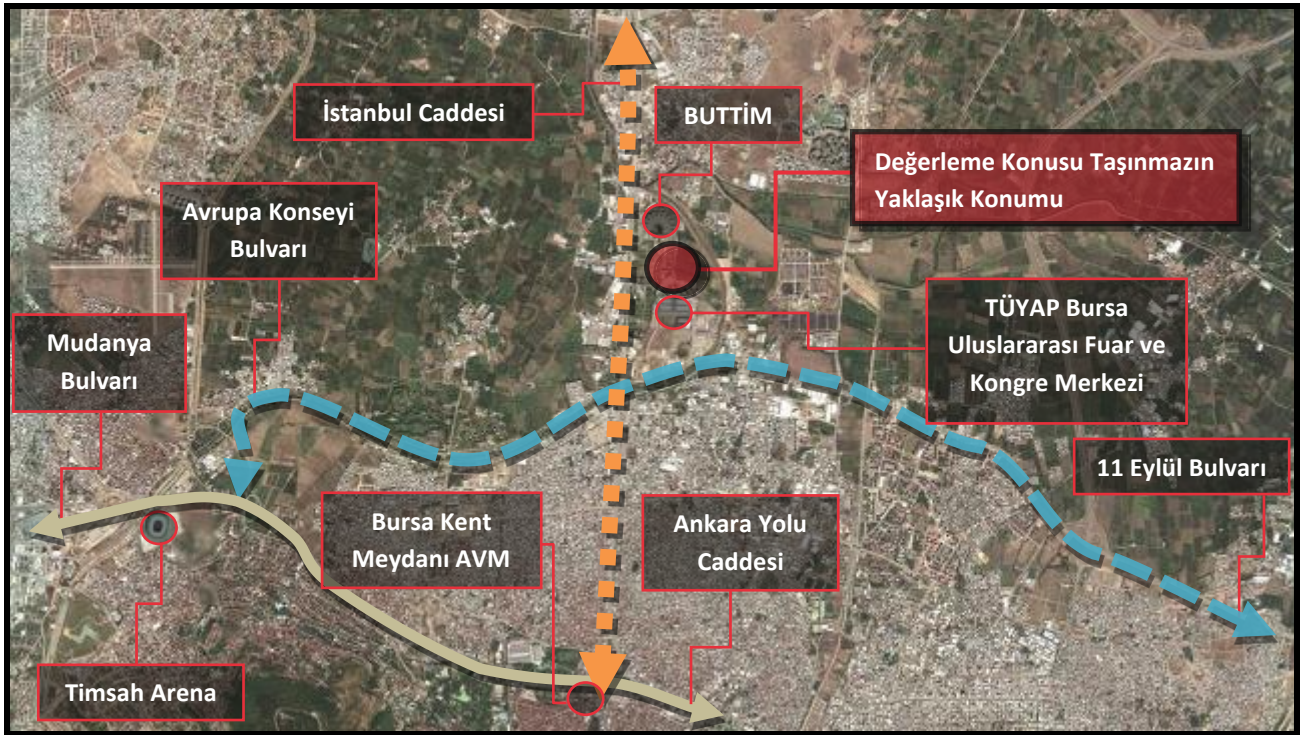 İstanbul Caddesi
BUTTİM
Değerleme Konusu Taşınmazın
Yaklaşık Konumu
Avrupa Konseyi
Bulvarı
TÜYAP Bursa
Uluslararası Fuar ve
Kongre Merkezi
Mudanya
Bulvarı
11 Eylül Bulvarı
Bursa Kent
Meydanı AVM
Ankara Yolu
Caddesi
Timsah Arena